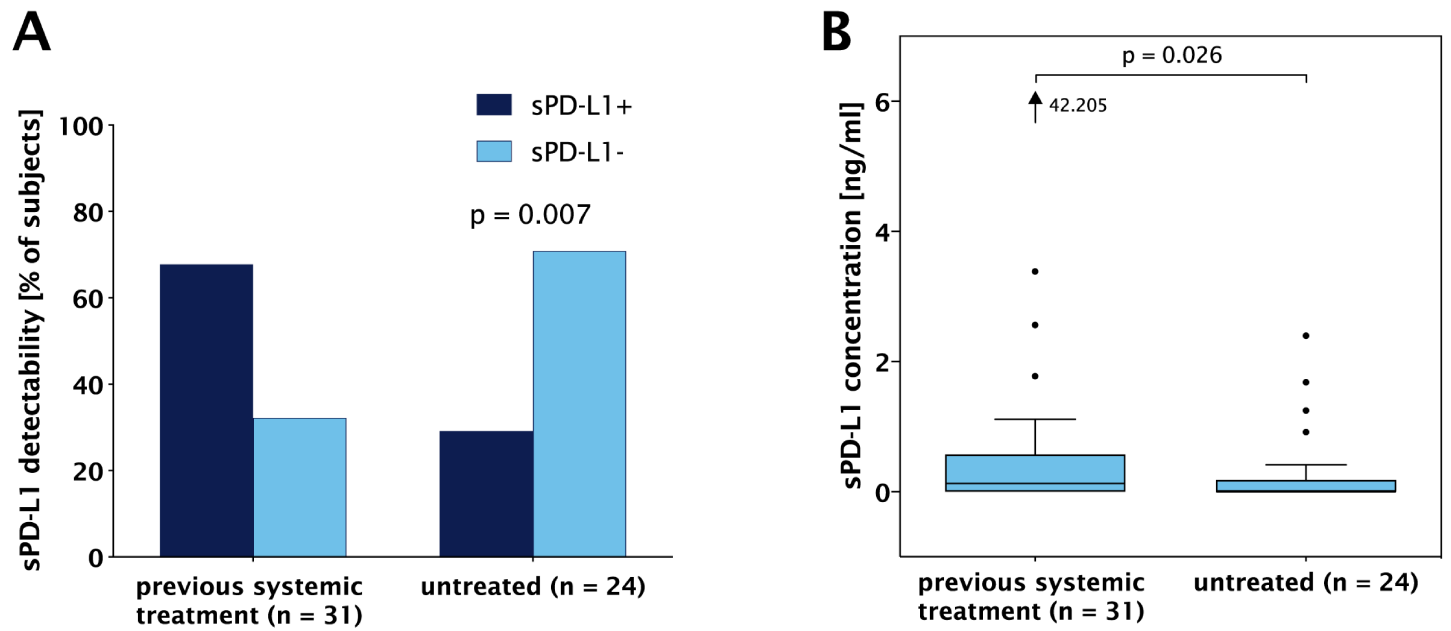 A
sPD-L1 detectability [% of subjects]
100
80
60
40
20
0
sPD-L1+
sPD-L1-
p = 0.007
previous systemic
treatment (n = 31)
untreated (n = 24)
B
sPD-L1 concentration [ng/ml]
6
4
2
0
p = 0.026
42.205
previous systemic
treatment (n = 31)
untreated (n = 24)